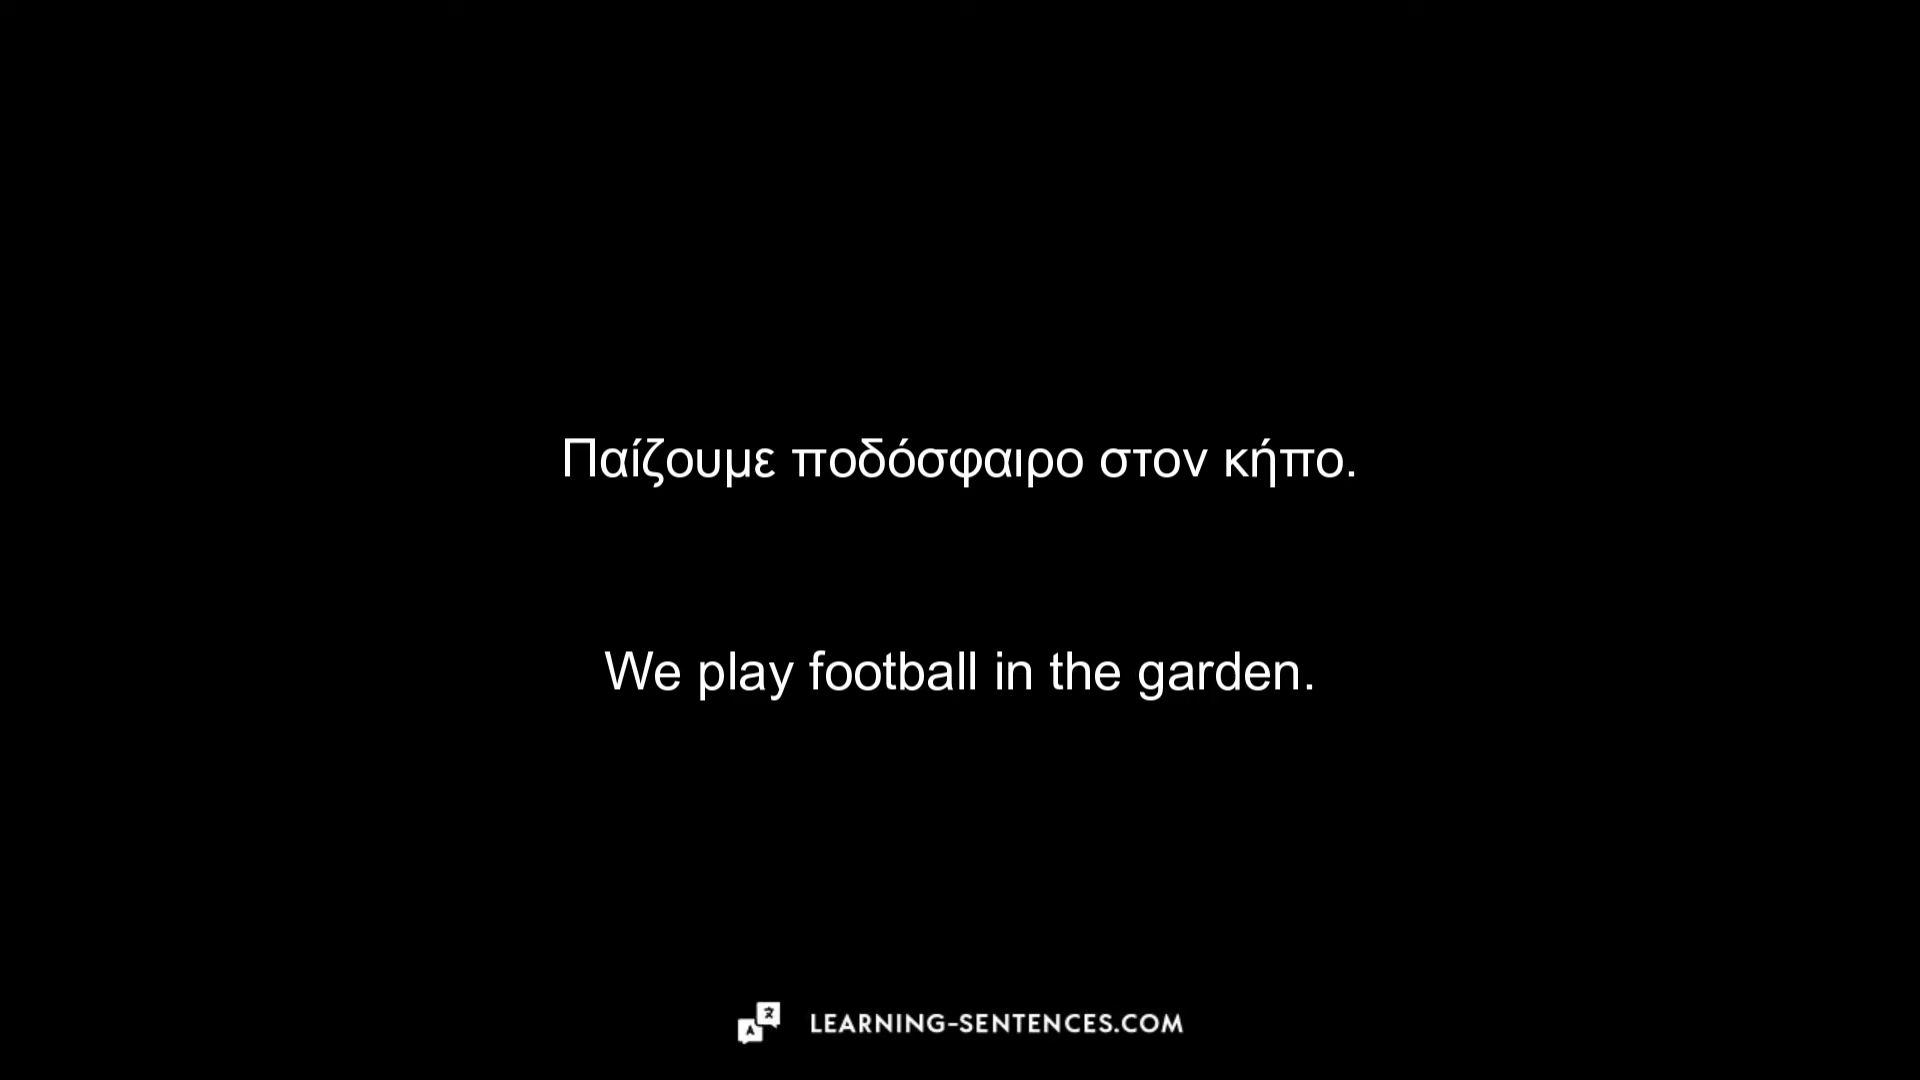 Παίζουμε ποδόσφαιρο στον κήπο.
We play football in the garden.
LEARNING-SENTENCES.COM